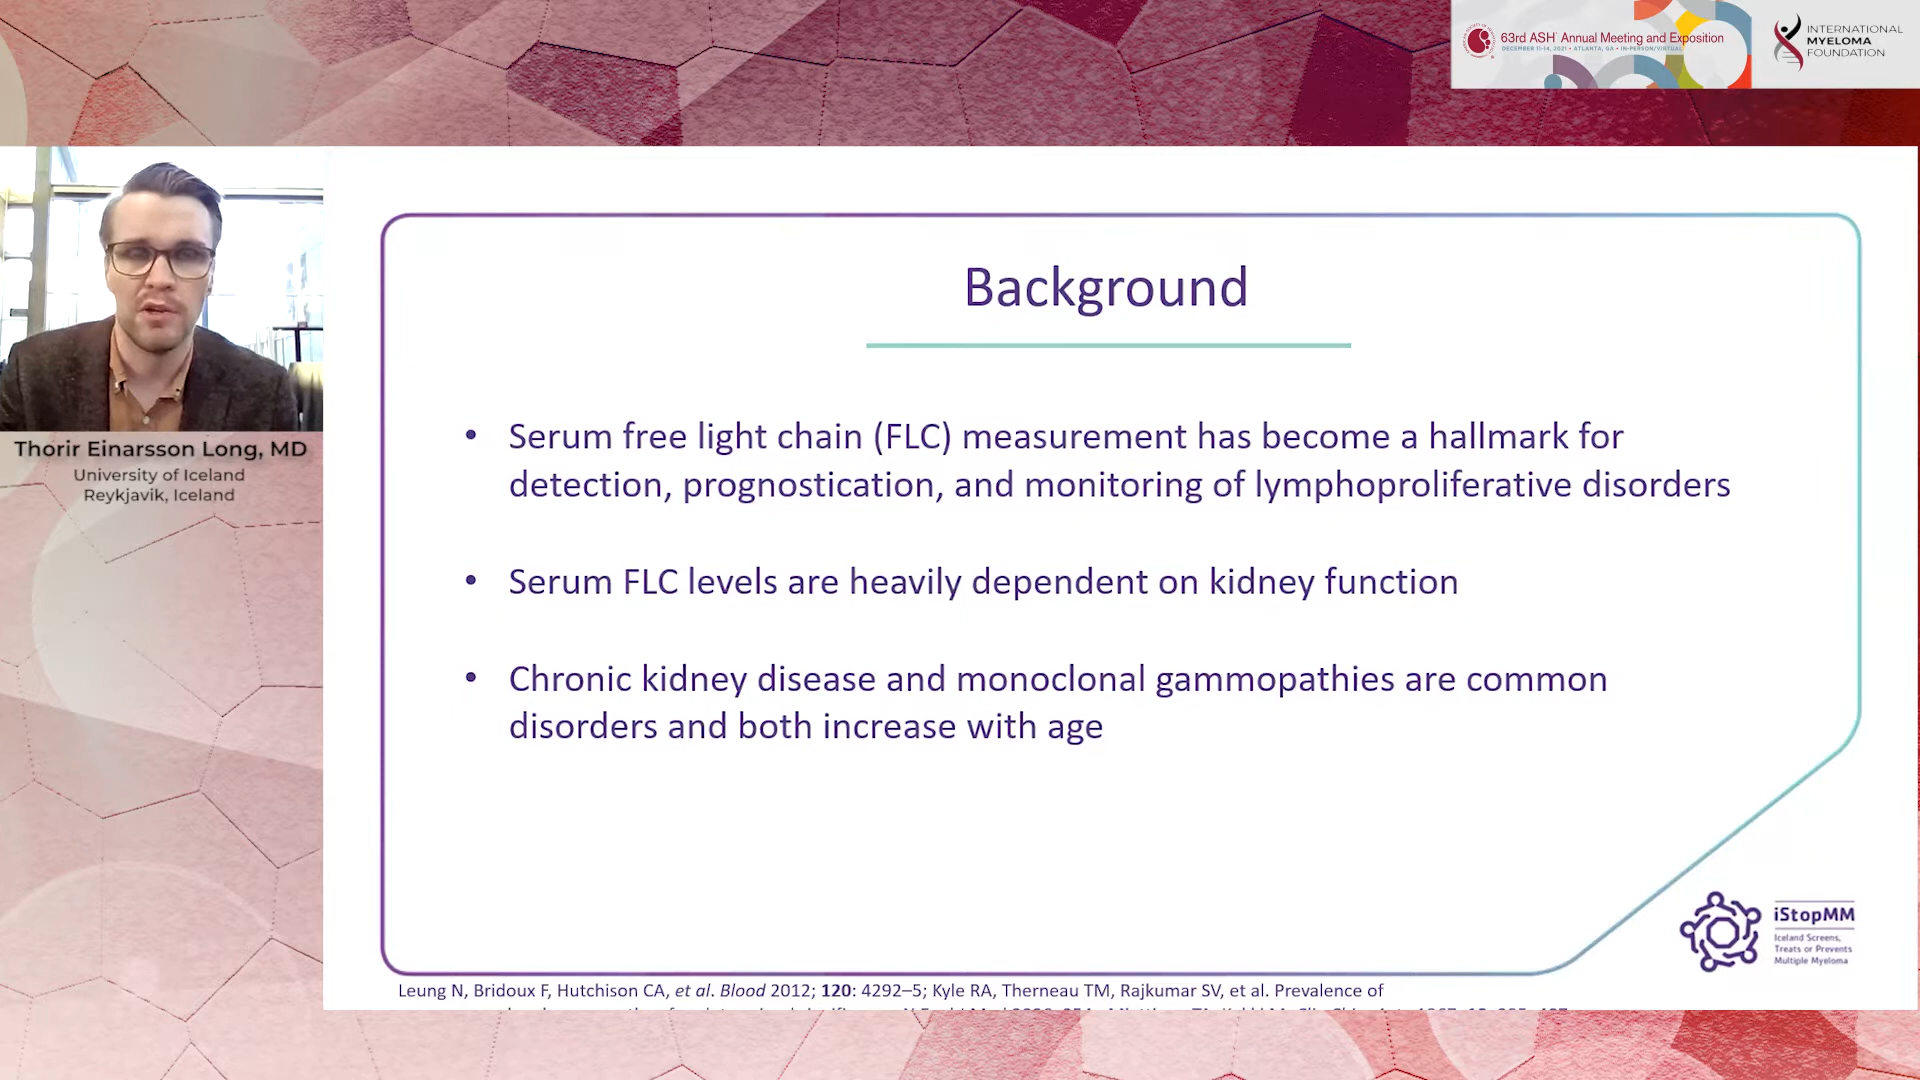 63rd ASH Annual Meeting and Exposition
DECEMBER 11-14, 2021 • ATLANTA, GA • IN-PERSON/VIRTUAL
INTERNATIONAL
MYELOMA
FOUNDATION
Thorir Einarsson Long, MD
University of Iceland
Reykjavik, Iceland
Background
• Serum free light chain (FLC) measurement has become a hallmark for
detection, prognostication, and monitoring of lymphoproliferative disorders
• Serum FLC levels are heavily dependent on kidney function
• Chronic kidney disease and monoclonal gammopathies are common
disorders and both increase with age
iStopMM
Iceland Screens,
Treats or Prevents
Multiple Myeloma
Leung N, Bridoux F, Hutchison CA, et al. Blood 2012; 120: 4292–5; Kyle RA, Therneau TM, Rajkumar SV, et al. Prevalence of